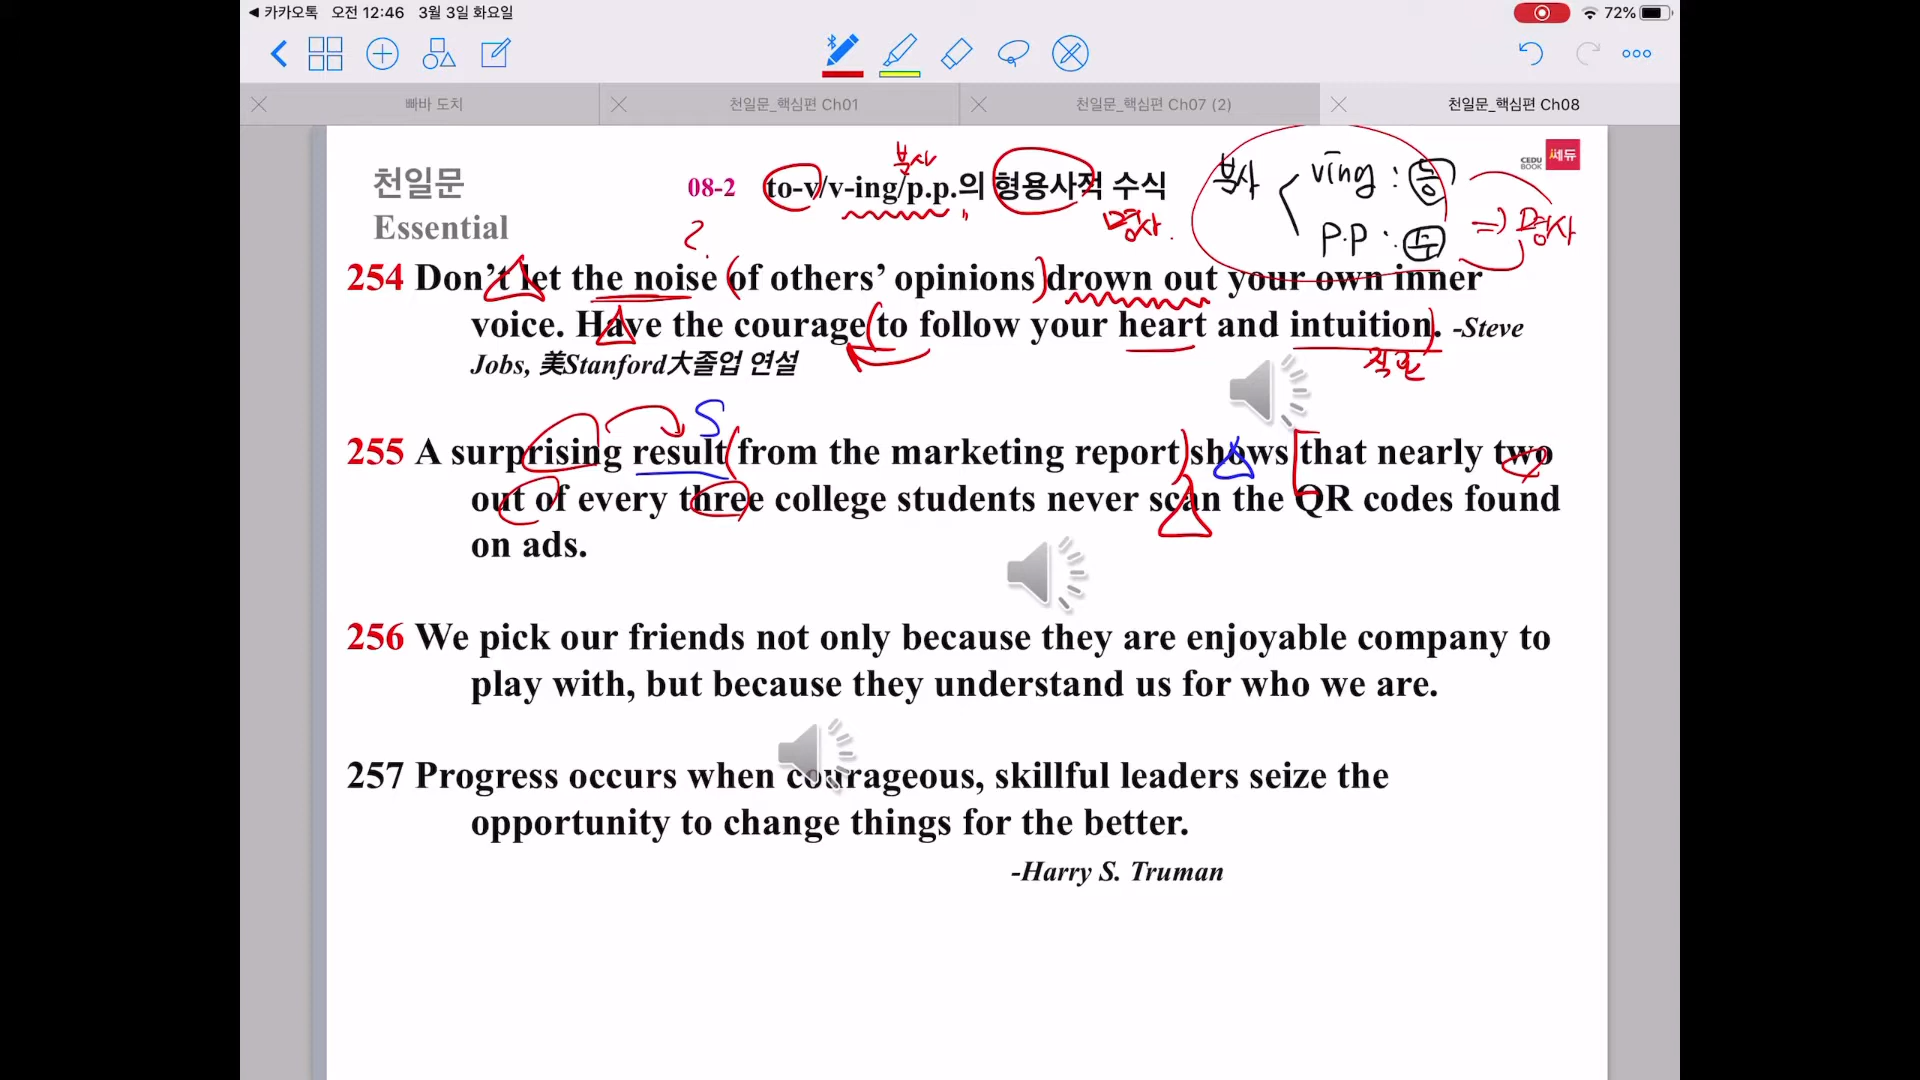 카카오톡 오전 12:46 3월 3일 화요일 72%
빠바 도치 천일문_핵심편 Ch01 천일문_핵심편 Ch07 (2) 천일문_핵심편 Ch08
천일문
Essential
08-2 to-v/v-ing/p.p.의 형용사적 수식
분사
명사.
분사 ving : 능
p.p : 수
⇒ 명사
CEDU BOOK 쎄듀
?
254 Don't let the noise of others' opinions drown out your own inner
voice. Have the courage to follow your heart and intuition. -Steve
Jobs, 美Stanford大졸업 연설
직관
S
255 A surprising result from the marketing report shows that nearly two
out of every three college students never scan the QR codes found
on ads.
256 We pick our friends not only because they are enjoyable company to
play with, but because they understand us for who we are.
257 Progress occurs when courageous, skillful leaders seize the
opportunity to change things for the better.
-Harry S. Truman